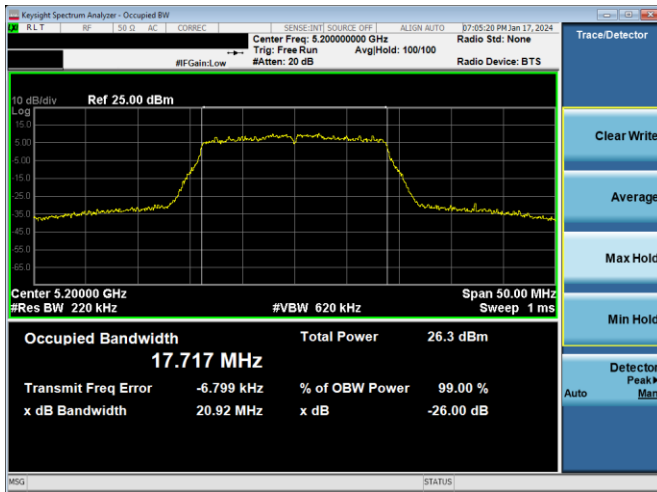 Keysight Spectrum Analyzer - Occupied BW
R L T RF 50 Ω AC CORREC SENSE:INT SOURCE OFF ALIGN AUTO 07:05:20 PM Jan 17, 2024
Center Freq: 5.200000000 GHz Radio Std: None
Trig: Free Run Avg|Hold: 100/100
#IFGain:Low #Atten: 20 dB Radio Device: BTS
Trace/Detector
10 dB/div Ref 25.00 dBm
Log
15.0
5.00
-5.00
-15.0
-25.0
-35.0
-45.0
-55.0
-65.0
Center 5.20000 GHz Span 50.00 MHz
#Res BW 220 kHz #VBW 620 kHz Sweep 1 ms
Occupied Bandwidth Total Power 26.3 dBm
17.717 MHz
Transmit Freq Error -6.799 kHz % of OBW Power 99.00 %
x dB Bandwidth 20.92 MHz x dB -26.00 dB
Clear Write
Average
Max Hold
Min Hold
Detector
Peak
Auto Man
MSG STATUS